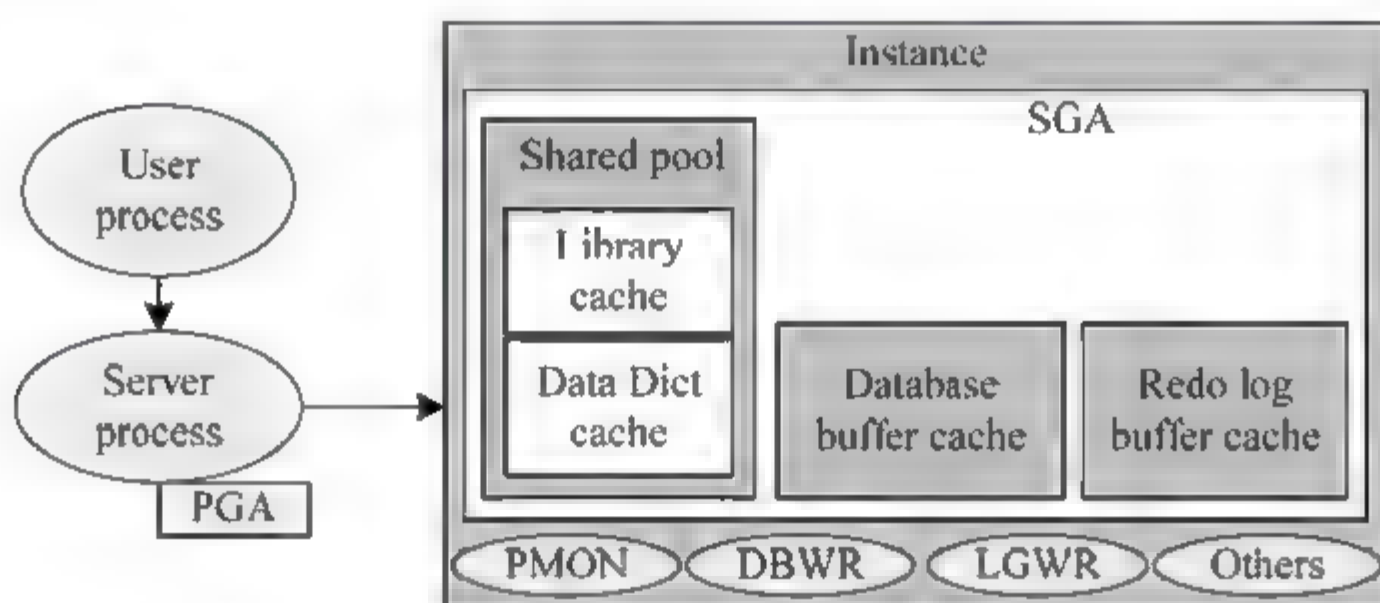 Instance
SGA
User
process
Shared pool
Library
cache
Server
process
Data Dict
cache
Database
buffer cache
Redo log
buffer cache
PGA
PMON
DBWR
LGWR
Others